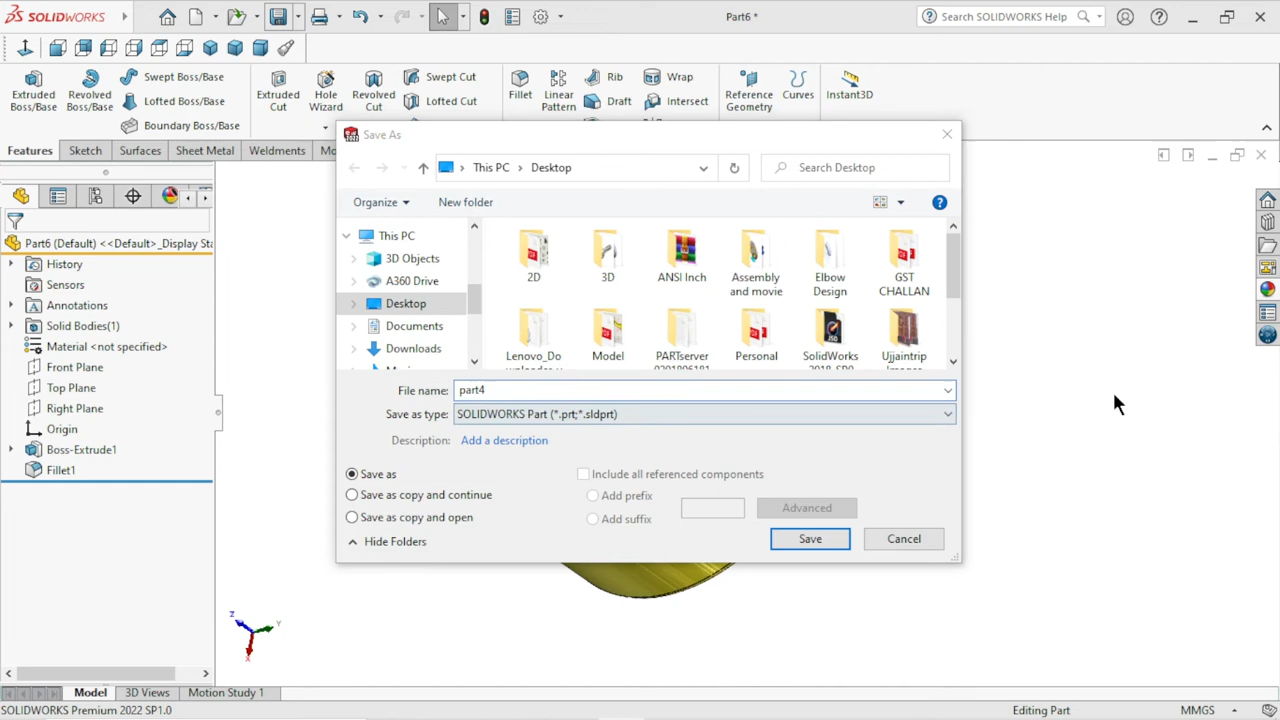 SOLIDWORKS
Part6 *
Search SOLIDWORKS Help
Extruded Boss/Base
Revolved Boss/Base
Swept Boss/Base
Lofted Boss/Base
Boundary Boss/Base
Extruded Cut
Hole Wizard
Revolved Cut
Swept Cut
Lofted Cut
Fillet
Linear Pattern
Rib
Draft
Wrap
Intersect
Reference Geometry
Curves
Instant3D
Features
Sketch
Surfaces
Sheet Metal
Weldments
Save As
This PC
Desktop
Search Desktop
Organize
New folder
This PC
3D Objects
A360 Drive
Desktop
Documents
Downloads
2D
3D
ANSI Inch
Assembly and movie
Elbow Design
GST CHALLAN
Lenovo_Do
Model
PARTserver
Personal
SolidWorks
Ujjaintrip
File name: part4
Save as type: SOLIDWORKS Part (*.prt;*.sldprt)
Description: Add a description
Save as
Save as copy and continue
Save as copy and open
Include all referenced components
Add prefix
Add suffix
Advanced
Hide Folders
Save
Cancel
Part6 (Default) <<Default>_Display Sta
History
Sensors
Annotations
Solid Bodies(1)
Material <not specified>
Front Plane
Top Plane
Right Plane
Origin
Boss-Extrude1
Fillet1
Z
Y
X
Model
3D Views
Motion Study 1
SOLIDWORKS Premium 2022 SP1.0
Editing Part
MMGS